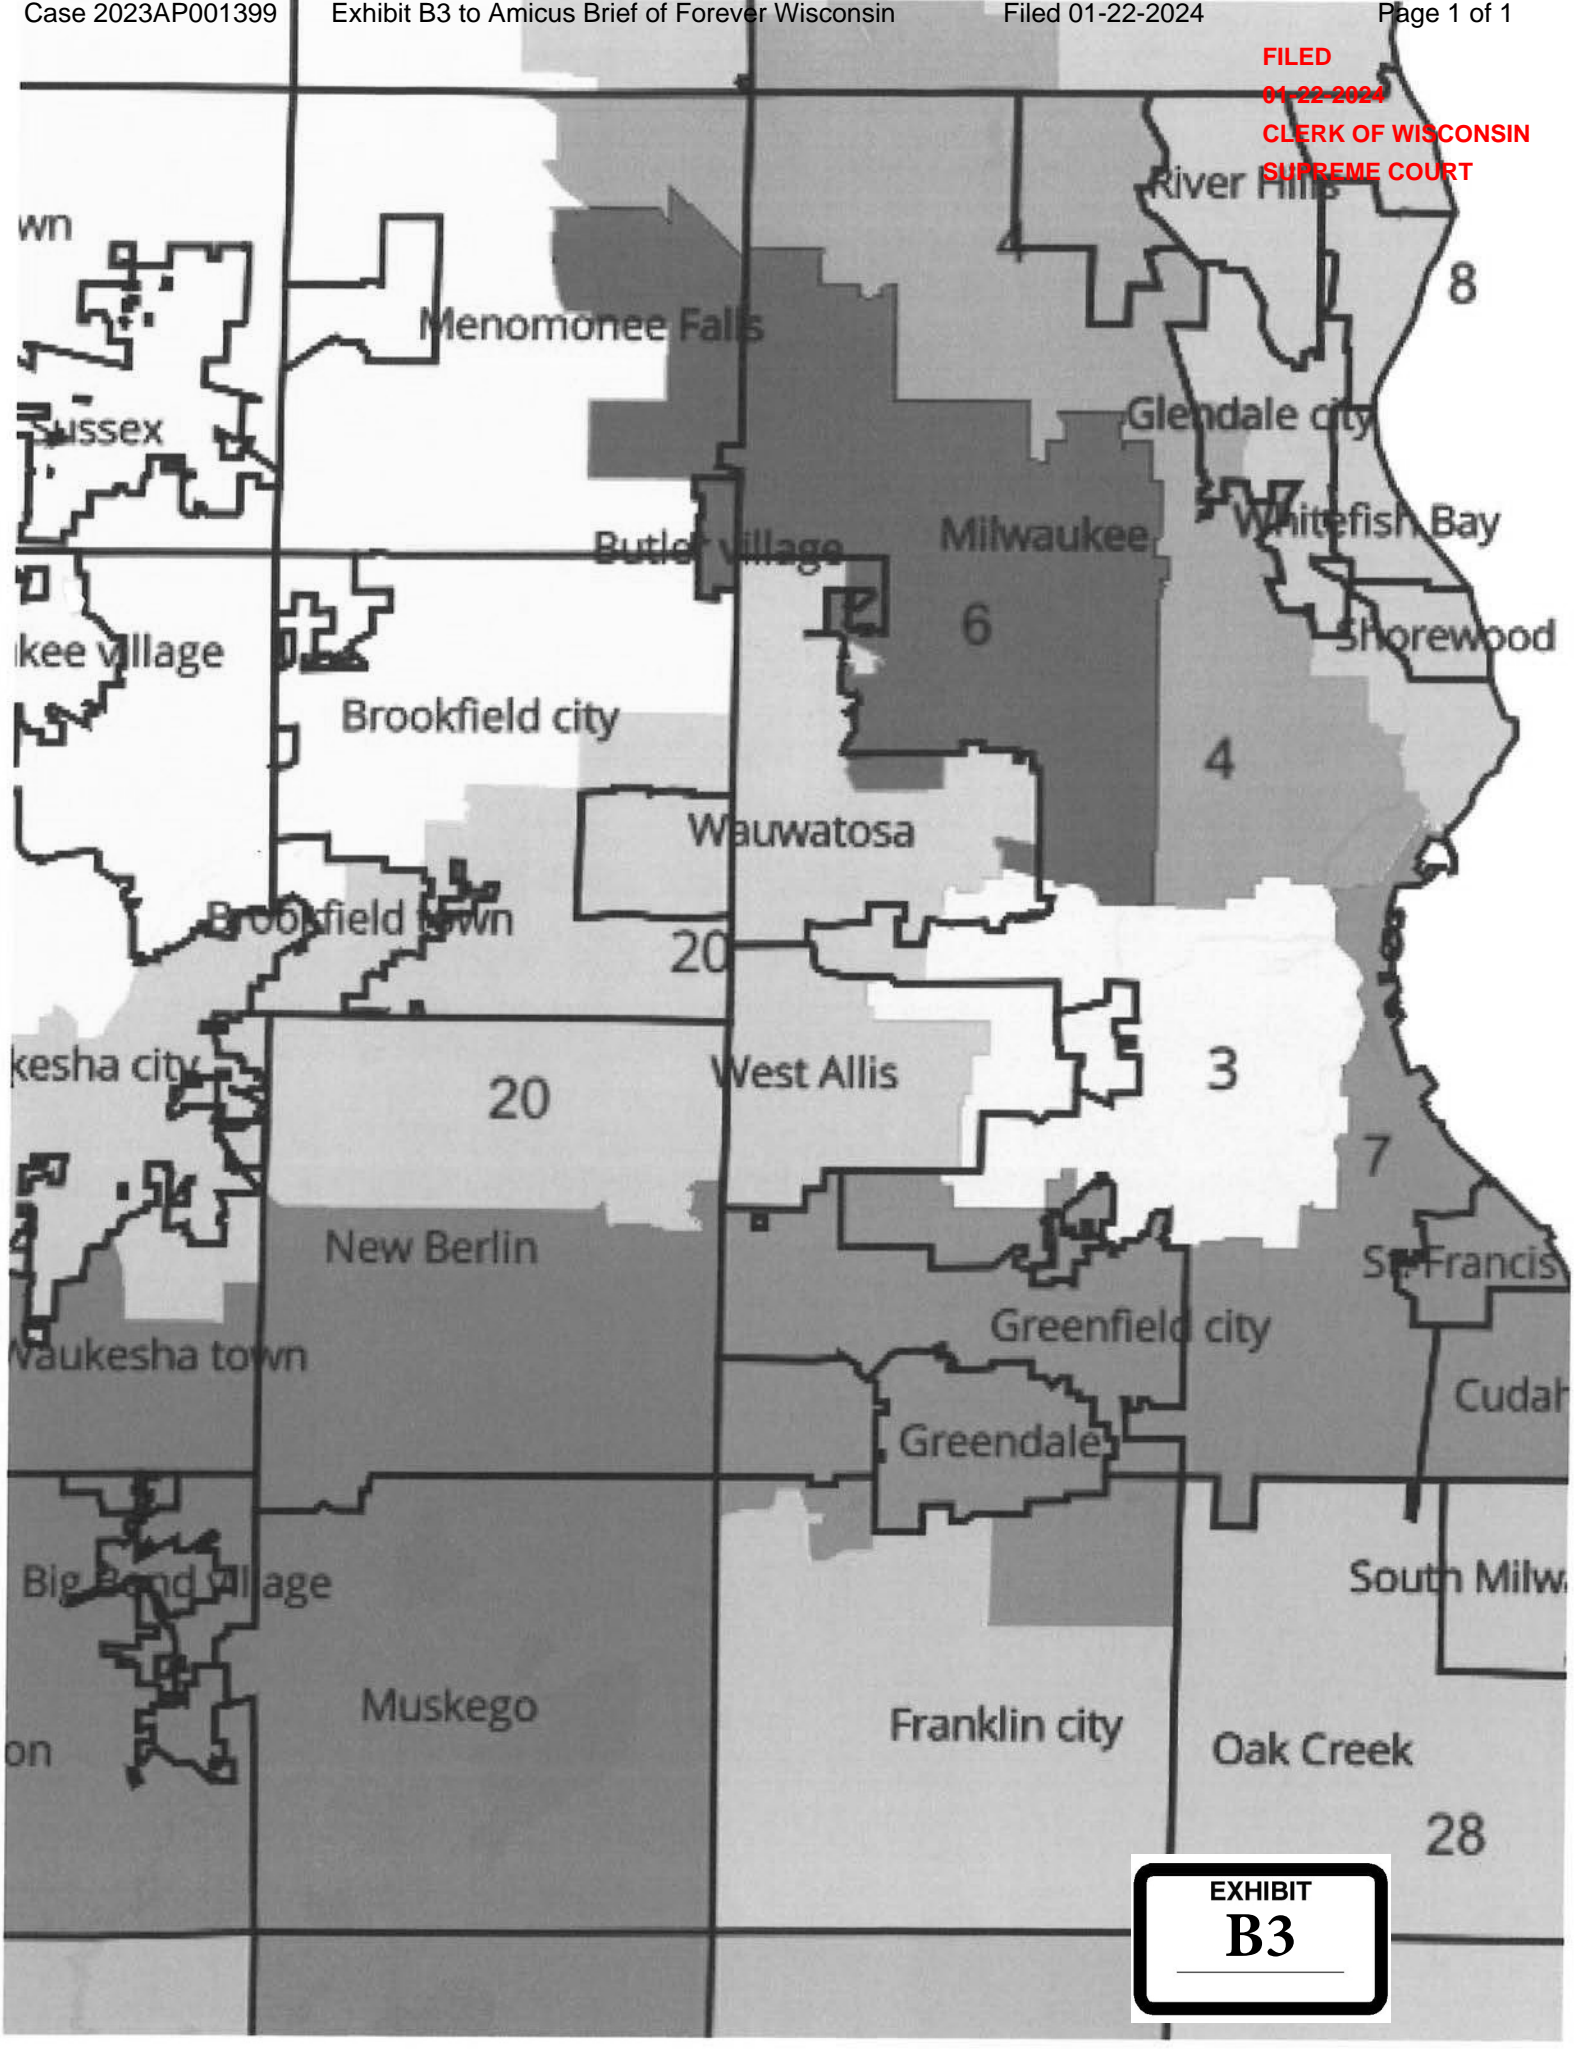 Case 2023AP001399 Exhibit B3 to Amicus Brief of Forever Wisconsin Filed 01-22-2024 Page 1 of 1
FILED
01-22-2024
CLERK OF WISCONSIN
SUPREME COURT
River Hills
wn
4
8
Menomonee Falls
Glendale city
Sussex
Whitefish Bay
Milwaukee
Butler village
6
Shorewood
kee village
Brookfield city
4
Wauwatosa
Brookfield town
20
kesha city
West Allis
3
20
7
New Berlin
St. Francis
Greenfield city
Waukesha town
Cudah
Greendale
South Milwa
Big Bend village
Muskego
Franklin city
Oak Creek
on
28
EXHIBIT
B3